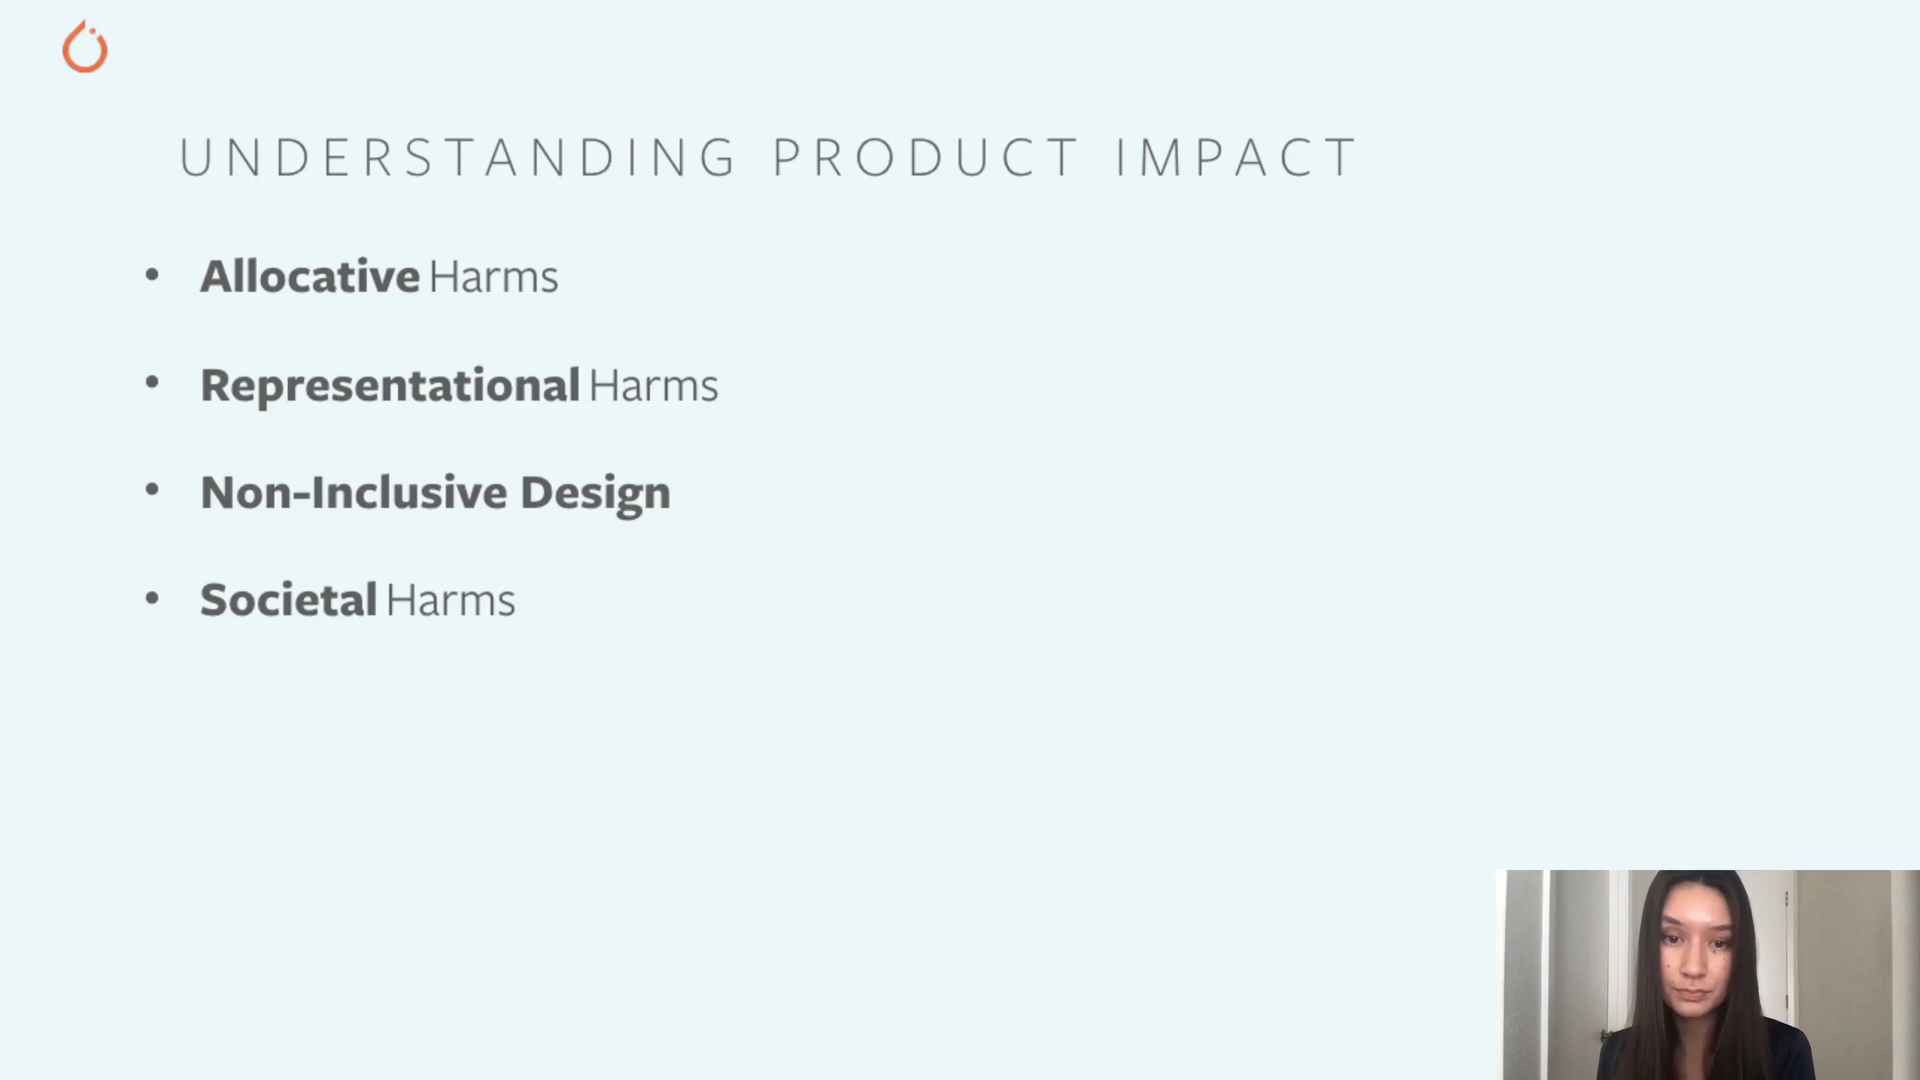 UNDERSTANDING PRODUCT IMPACT
• Allocative Harms
• Representational Harms
• Non-Inclusive Design
• Societal Harms